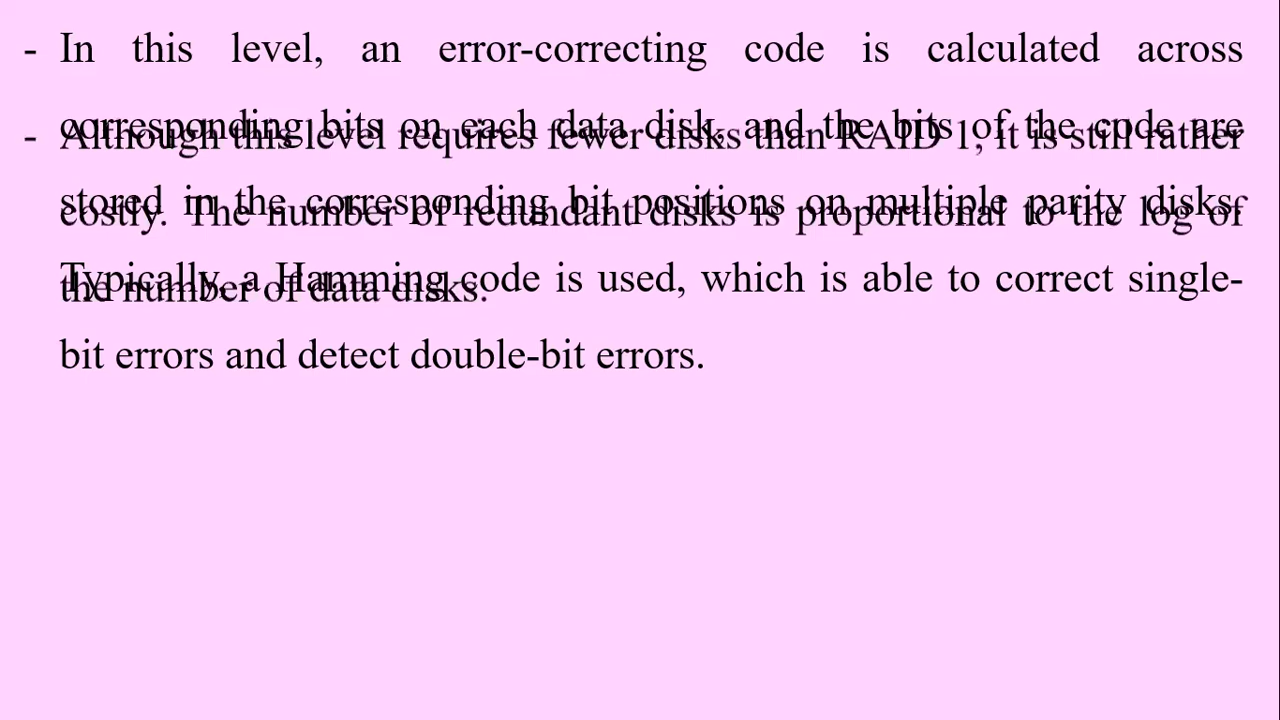 - In this level, an error-correcting code is calculated across
corresponding bits on each data disk, and the bits of the code are
stored in the corresponding bit positions on multiple parity disks.
Typically, a Hamming code is used, which is able to correct single-
bit errors and detect double-bit errors.
- Although this level requires fewer disks than RAID 1, it is still rather
costly. The number of redundant disks is proportional to the log of
the number of data disks.